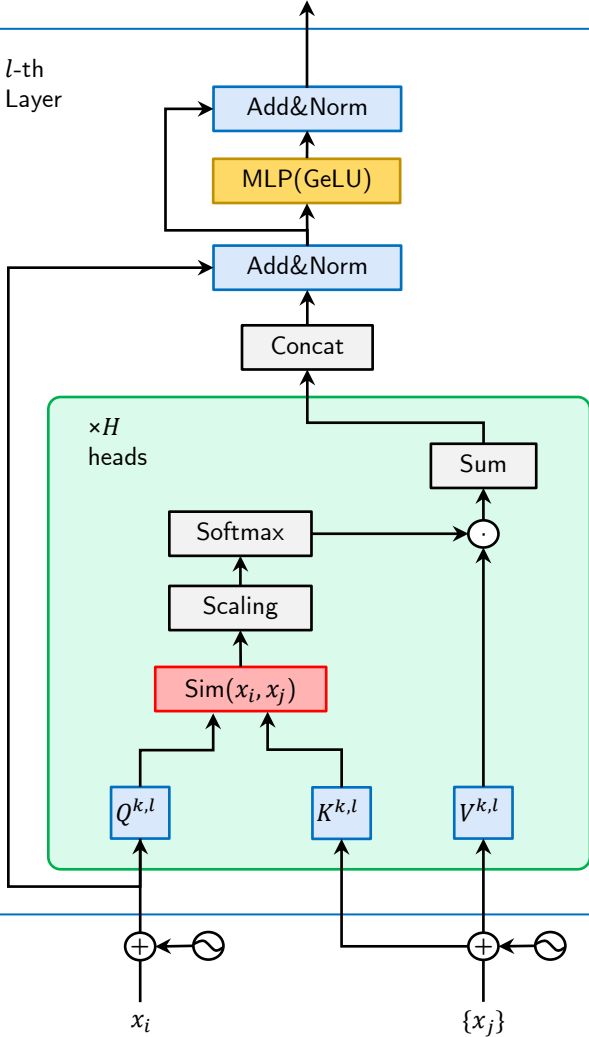 l-th
Layer
Add&Norm
MLP(GeLU)
Add&Norm
Concat
×H
heads
Sum
Softmax
·
Scaling
Sim(x_i, x_j)
Q^{k,l}
K^{k,l}
V^{k,l}
+
+
x_i
{x_j}